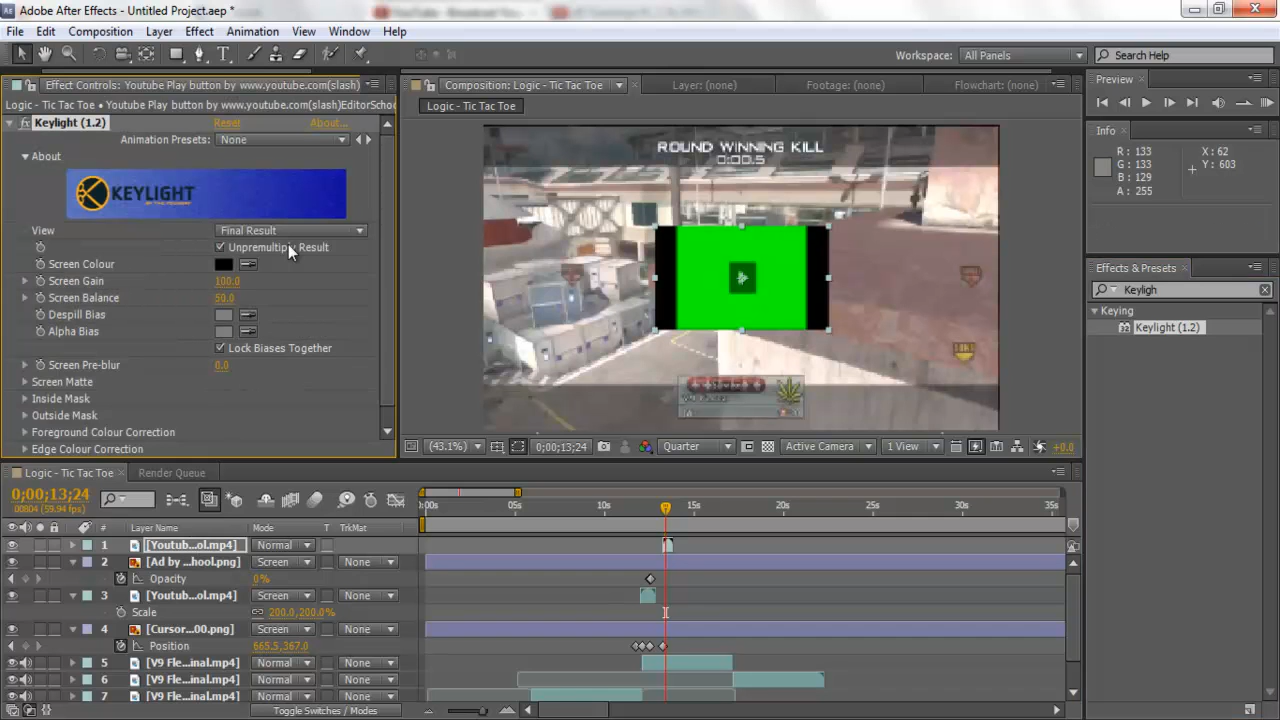 Adobe After Effects - Untitled Project.aep *
File Edit Composition Layer Effect Animation View Window Help
Workspace: All Panels Search Help
Effect Controls: Youtube Play button by www.youtube.com(slash)
Composition: Logic - Tic Tac Toe Layer: (none) Footage: (none) Flowchart: (none)
Preview
Logic - Tic Tac Toe • Youtube Play button by www.youtube.com(slash)EditorSchoo
Logic - Tic Tac Toe
Keylight (1.2) Reset About...
Animation Presets: None
About
KEYLIGHT
View Final Result
Unpremultiply Result
Screen Colour
Screen Gain 100.0
Screen Balance 50.0
Despill Bias
Alpha Bias
Lock Biases Together
Screen Pre-blur 0.0
Screen Matte
Inside Mask
Outside Mask
Foreground Colour Correction
Edge Colour Correction
ROUND WINNING KILL
0:00.5
(43.1%) 0;00;13;24 Quarter Active Camera 1 View +0.0
Info
R: 133 X: 62
G: 133 Y: 603
B: 129
A: 255
Effects & Presets
Keyligh
Keying
Keylight (1.2)
Logic - Tic Tac Toe Render Queue
0;00;13;24
00804 (59.94 fps)
:00s 05s 10s 15s 20s 25s 30s 35s
# Layer Name Mode T TrkMat
1 [Youtub...ol.mp4] Normal
2 [Ad by ...hool.png] Screen None
Opacity 0%
3 [Youtub...ol.mp4] Screen None
Scale 200.0,200.0%
4 [Cursor...00.png] Screen None
Position 665.5,367.0
5 [V9 Fle...inal.mp4] Normal None
6 [V9 Fle...inal.mp4] Normal None
7 [V9 Fle...inal.mp4] Normal None
Toggle Switches / Modes